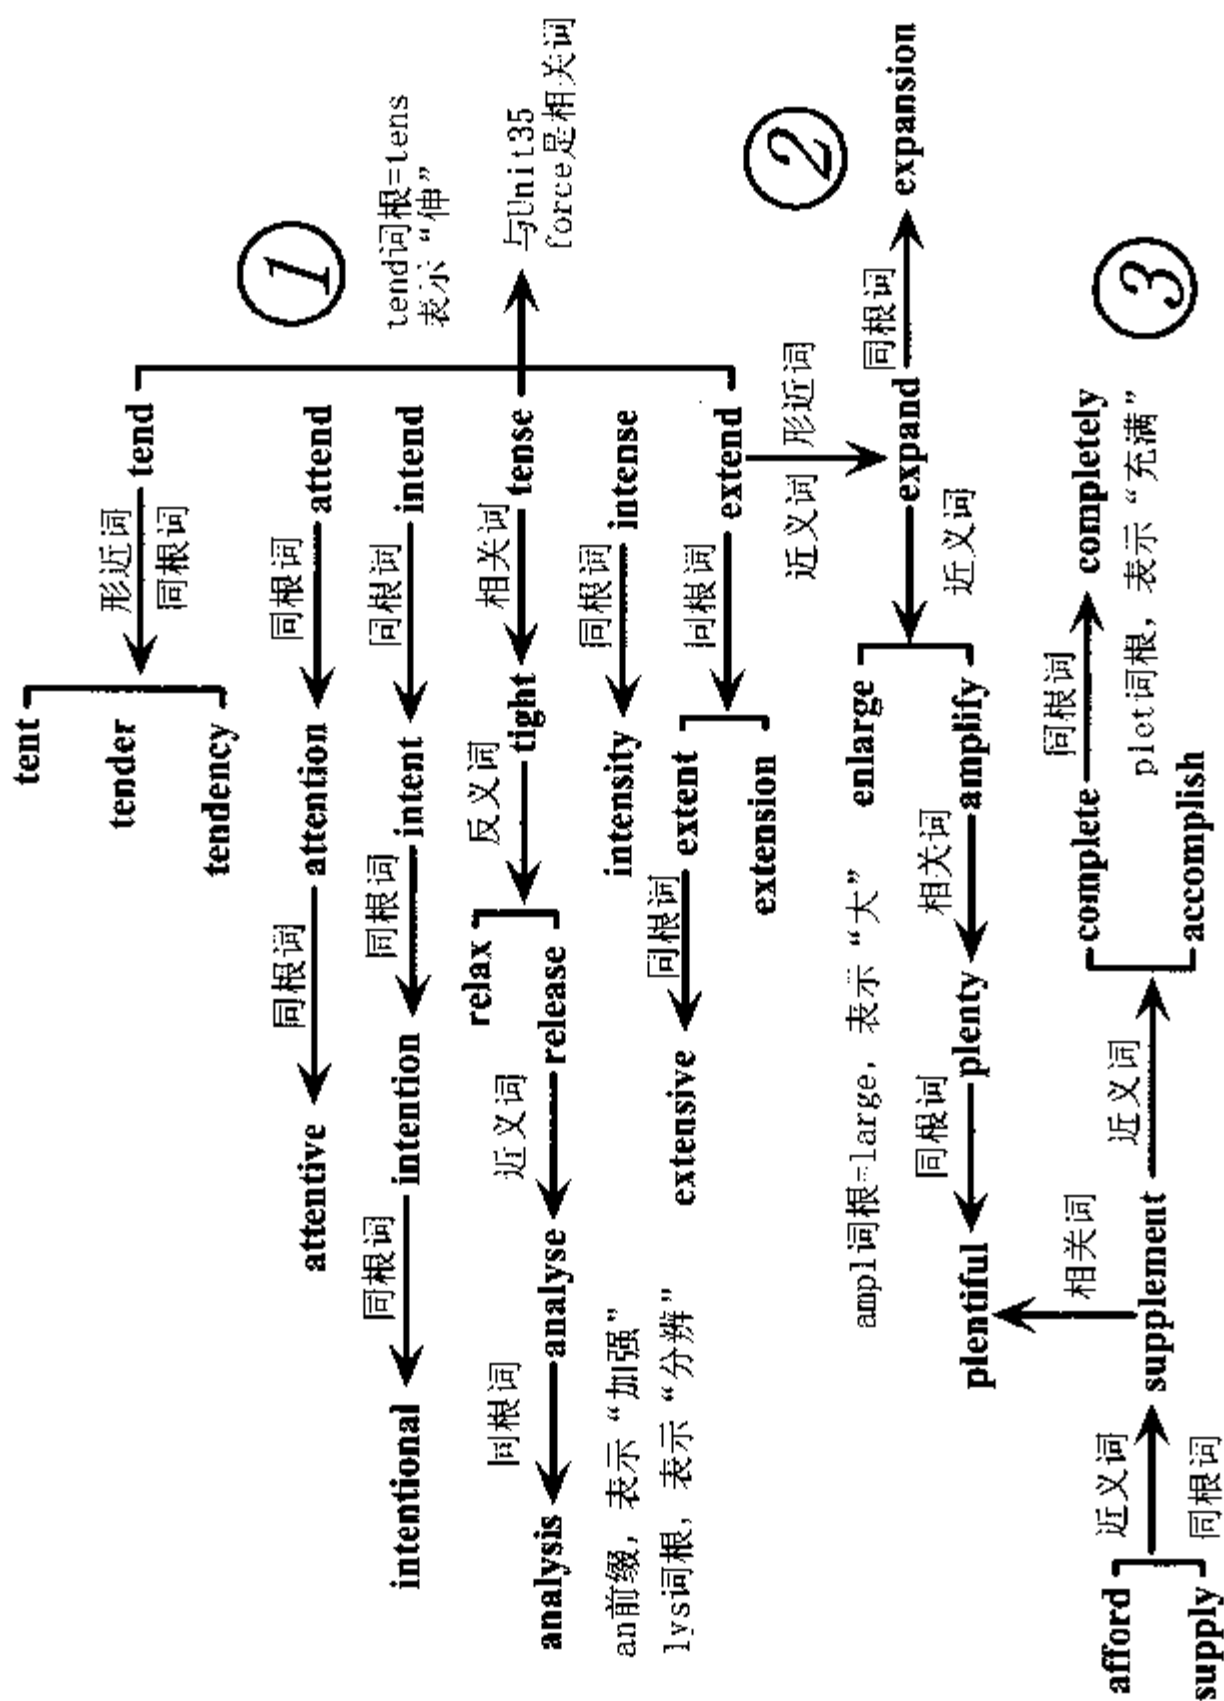 ①
tend词根=tens
表示“伸”
与Unit35
force是相关词
tend
形近词
同根词
tent
tender
tendency
attend
同根词
attention
同根词
attentive
intend
同根词
intent
同根词
intention
同根词
intentional
tense
相关词
tight
反义词
relax
release
近义词
analyse
同根词
analysis
an前缀，表示“加强”
lys词根，表示“分辨”
intense
同根词
intensity
extend
同根词
extent
extension
同根词
extensive
②
形近词
近义词
expand
同根词
expansion
近义词
enlarge
amplify
相关词
plenty
同根词
plentiful
ampl词根=large，表示“大”
③
afford
supply
近义词
同根词
supplement
相关词
近义词
complete
accomplish
同根词
completely
plet词根，表示“充满”